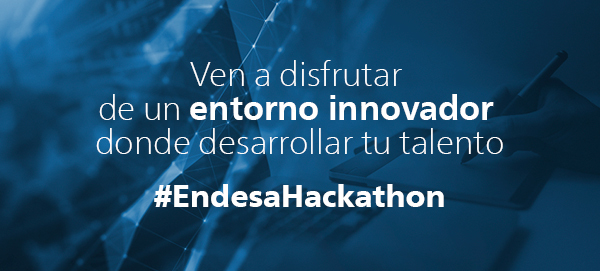 Ven a disfrutar
de un entorno innovador
donde desarrollar tu talento
#EndesaHackathon